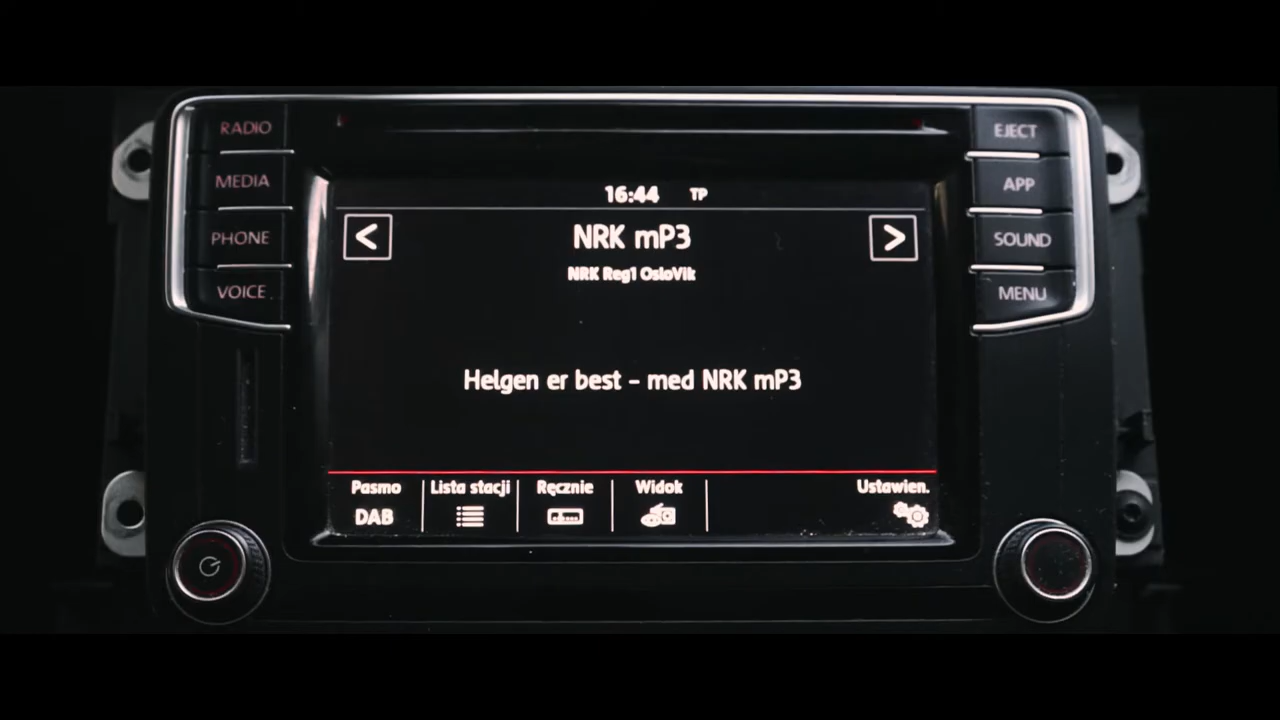 RADIO
MEDIA
PHONE
VOICE
EJECT
APP
SOUND
MENU
16:44 TP
< NRK mP3 >
NRK Reg1 OsloVik
Helgen er best - med NRK mP3
Pasmo Lista stacji Ręcznie Widok Ustawien.
DAB